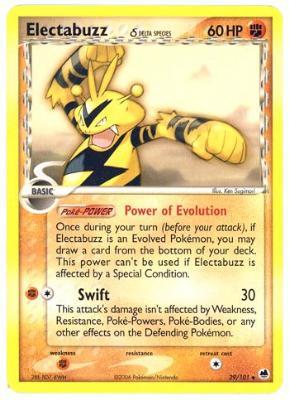 Electabuzz δ DELTA SPECIES 60 HP
Illus. Ken Sugimori
BASIC
Poké-POWER Power of Evolution
Once during your turn (before your attack), if
Electabuzz is an Evolved Pokémon, you may
draw a card from the bottom of your deck.
This power can't be used if Electabuzz is
affected by a Special Condition.
Swift 30
This attack's damage isn't affected by Weakness,
Resistance, Poké-Powers, Poké-Bodies, or any
other effects on the Defending Pokémon.
weakness resistance retreat cost
©2006 Pokémon/Nintendo 39/101